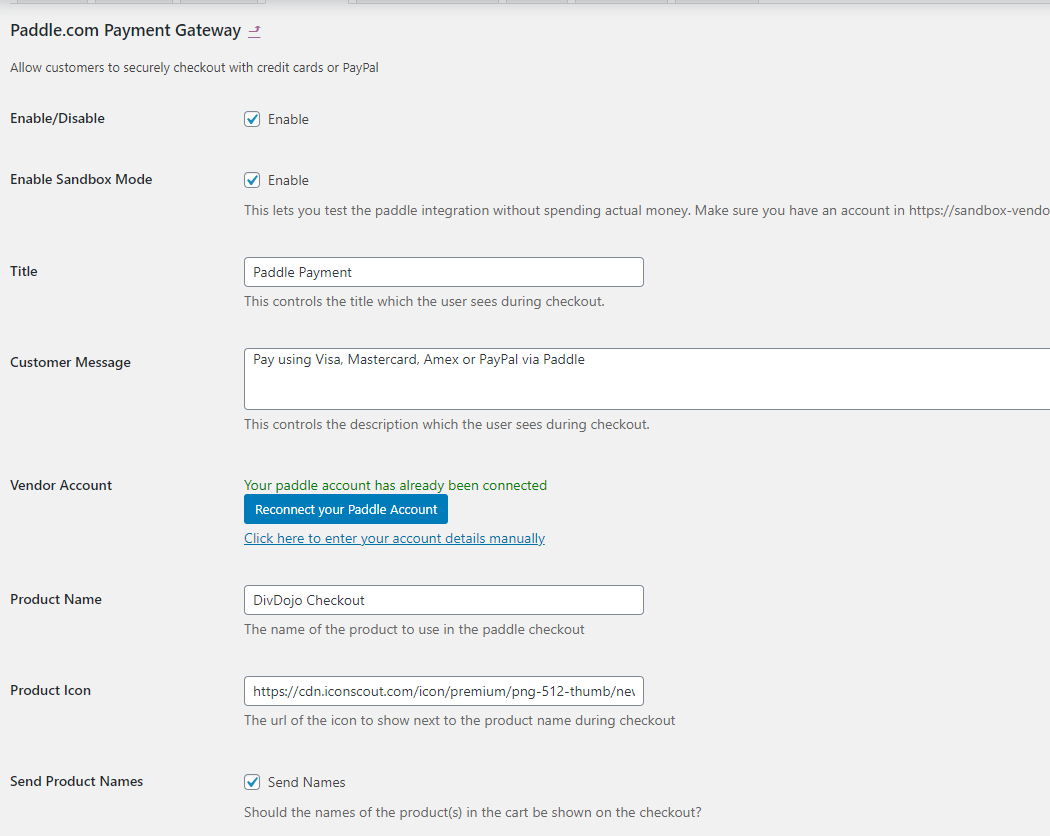 Paddle.com Payment Gateway
Allow customers to securely checkout with credit cards or PayPal
Enable/Disable
Enable
Enable Sandbox Mode
Enable
This lets you test the paddle integration without spending actual money. Make sure you have an account in https://sandbox-vendo
Title
Paddle Payment
This controls the title which the user sees during checkout.
Customer Message
Pay using Visa, Mastercard, Amex or PayPal via Paddle
This controls the description which the user sees during checkout.
Vendor Account
Your paddle account has already been connected
Reconnect your Paddle Account
Click here to enter your account details manually
Product Name
DivDojo Checkout
The name of the product to use in the paddle checkout
Product Icon
https://cdn.iconscout.com/icon/premium/png-512-thumb/nev
The url of the icon to show next to the product name during checkout
Send Product Names
Send Names
Should the names of the product(s) in the cart be shown on the checkout?